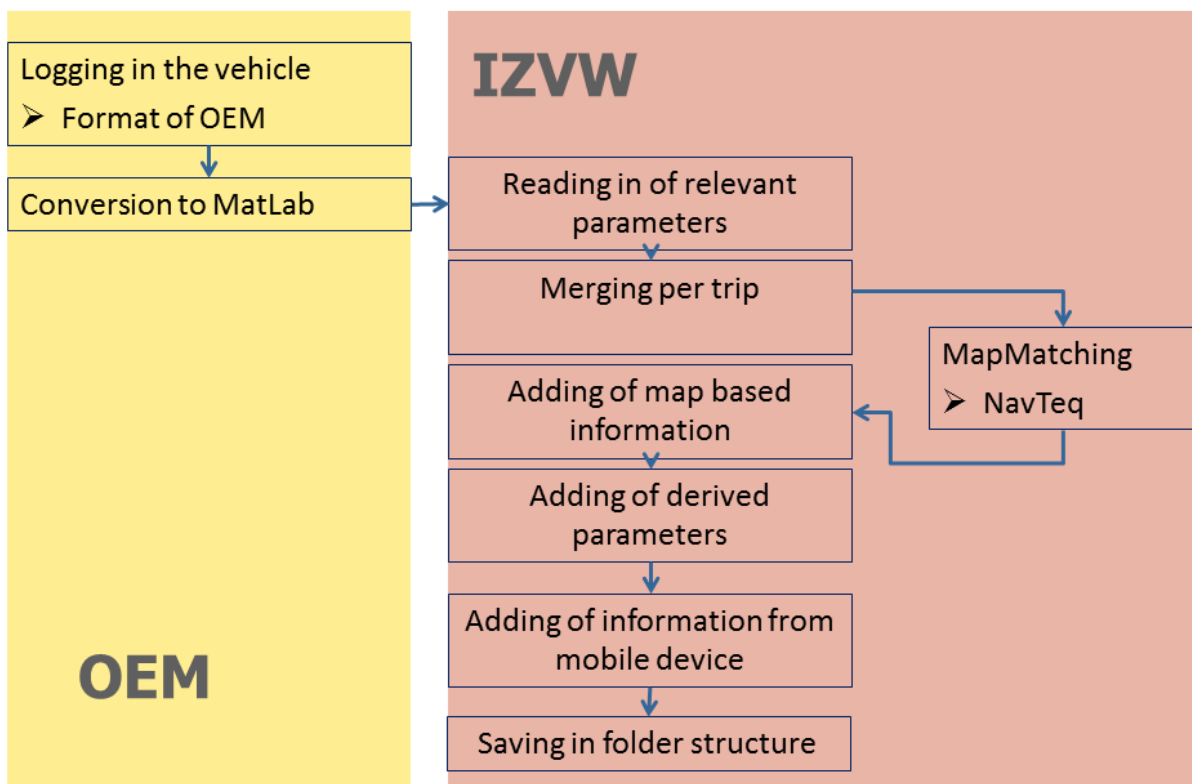 Logging in the vehicle
➢ Format of OEM
Conversion to MatLab
OEM
IZVW
Reading in of relevant
parameters
Merging per trip
MapMatching
➢ NavTeq
Adding of map based
information
Adding of derived
parameters
Adding of information from
mobile device
Saving in folder structure